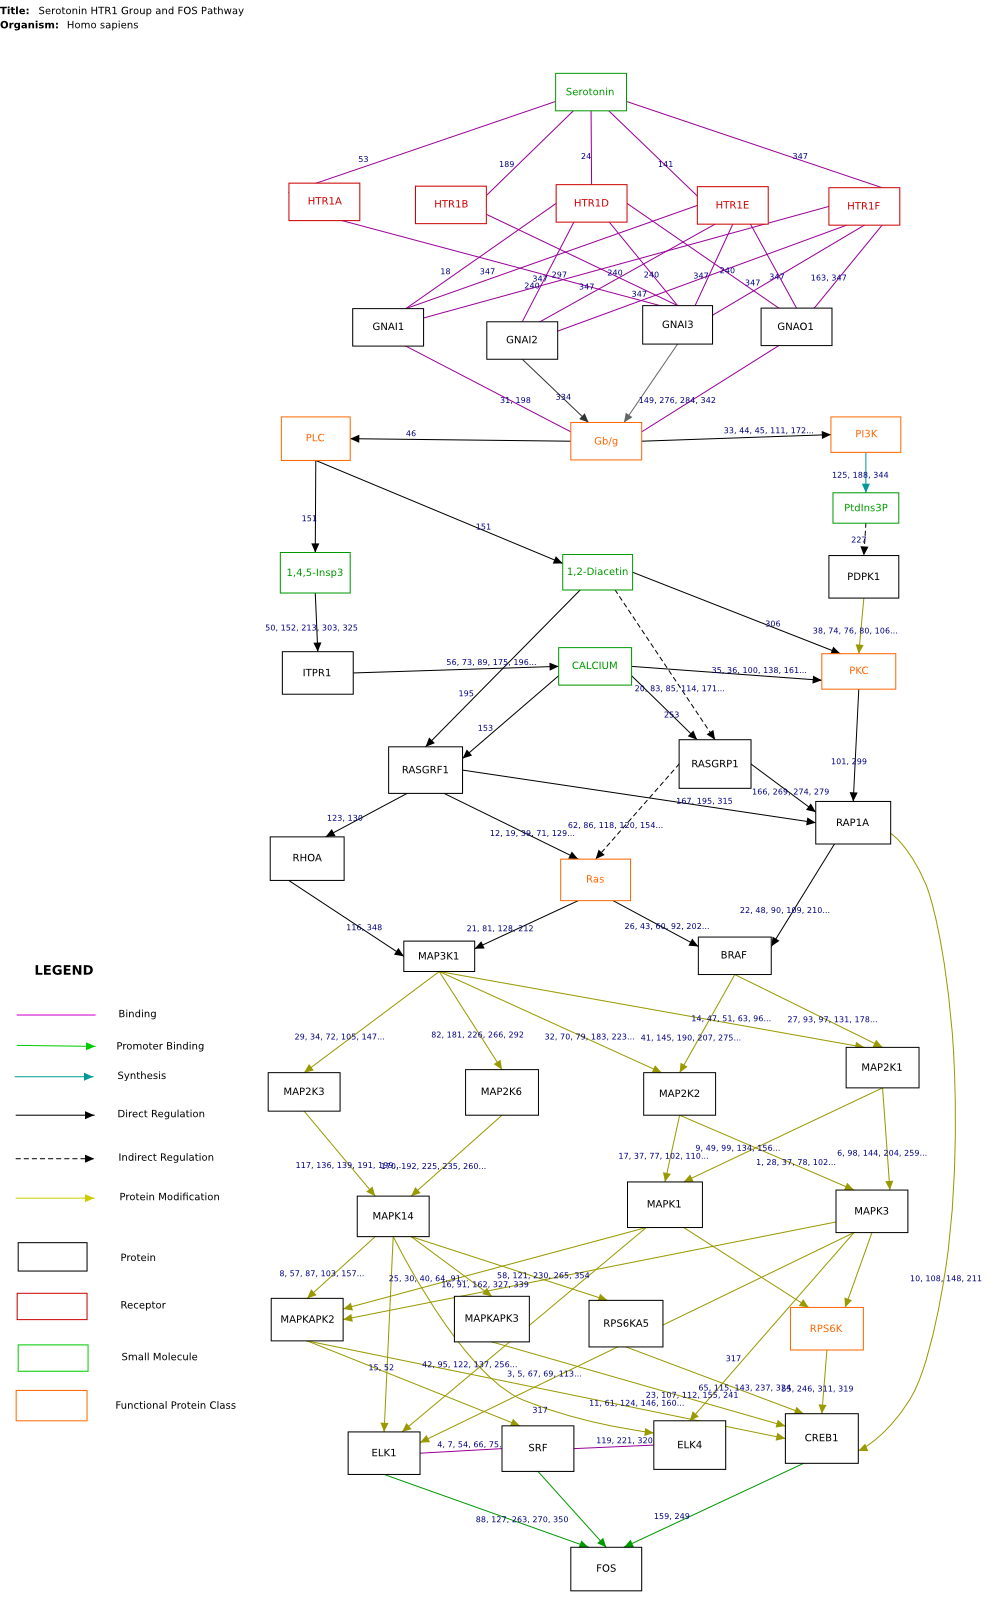 Title: Serotonin HTR1 Group and FOS Pathway
Organism: Homo sapiens
Serotonin
53
189
24
141
347
HTR1A
HTR1B
HTR1D
HTR1E
HTR1F
18
347
347
297
240
347
240
240
347
347
240
347
347
163, 347
GNAI1
GNAI2
GNAI3
GNAO1
31, 198
334
149, 276, 284, 342
PLC
46
Gb/g
33, 44, 45, 111, 172...
PI3K
125, 188, 344
151
151
PtdIns3P
227
1,4,5-Insp3
1,2-Diacetin
PDPK1
50, 152, 213, 303, 325
306
38, 74, 76, 80, 106...
ITPR1
56, 73, 89, 175, 196...
CALCIUM
35, 36, 100, 138, 161...
PKC
195
20, 83, 85, 114, 171...
153
253
RASGRF1
RASGRP1
101, 299
166, 269, 274, 279
167, 195, 315
RAP1A
123, 130
12, 19, 39, 71, 129...
62, 86, 118, 120, 154...
RHOA
Ras
22, 48, 90, 109, 210...
116, 348
21, 81, 128, 212
26, 43, 60, 92, 202...
MAP3K1
BRAF
LEGEND
Binding
Promoter Binding
Synthesis
Direct Regulation
Indirect Regulation
Protein Modification
Protein
Receptor
Small Molecule
Functional Protein Class
29, 34, 72, 105, 147...
82, 181, 226, 266, 292
32, 70, 79, 183, 223...
41, 145, 190, 207, 275...
14, 47, 51, 63, 96...
27, 93, 97, 131, 178...
MAP2K3
MAP2K6
MAP2K2
MAP2K1
117, 136, 139, 191, 199...
170, 192, 225, 235, 260...
17, 37, 77, 102, 110...
9, 49, 99, 134, 156...
1, 28, 37, 78, 102...
6, 98, 144, 204, 259...
MAPK14
MAPK1
MAPK3
8, 57, 87, 103, 157...
25, 30, 40, 64, 91...
16, 91, 162, 327, 339
58, 121, 230, 265, 354
10, 108, 148, 211
MAPKAPK2
MAPKAPK3
RPS6KA5
RPS6K
15, 52
42, 95, 122, 137, 256...
3, 5, 67, 69, 113...
317
317
11, 61, 124, 146, 160...
23, 107, 112, 155, 241
65, 115, 143, 237, 324
246, 311, 319
ELK1
4, 7, 54, 66, 75,
SRF
119, 221, 320
ELK4
CREB1
88, 127, 263, 270, 350
159, 249
FOS